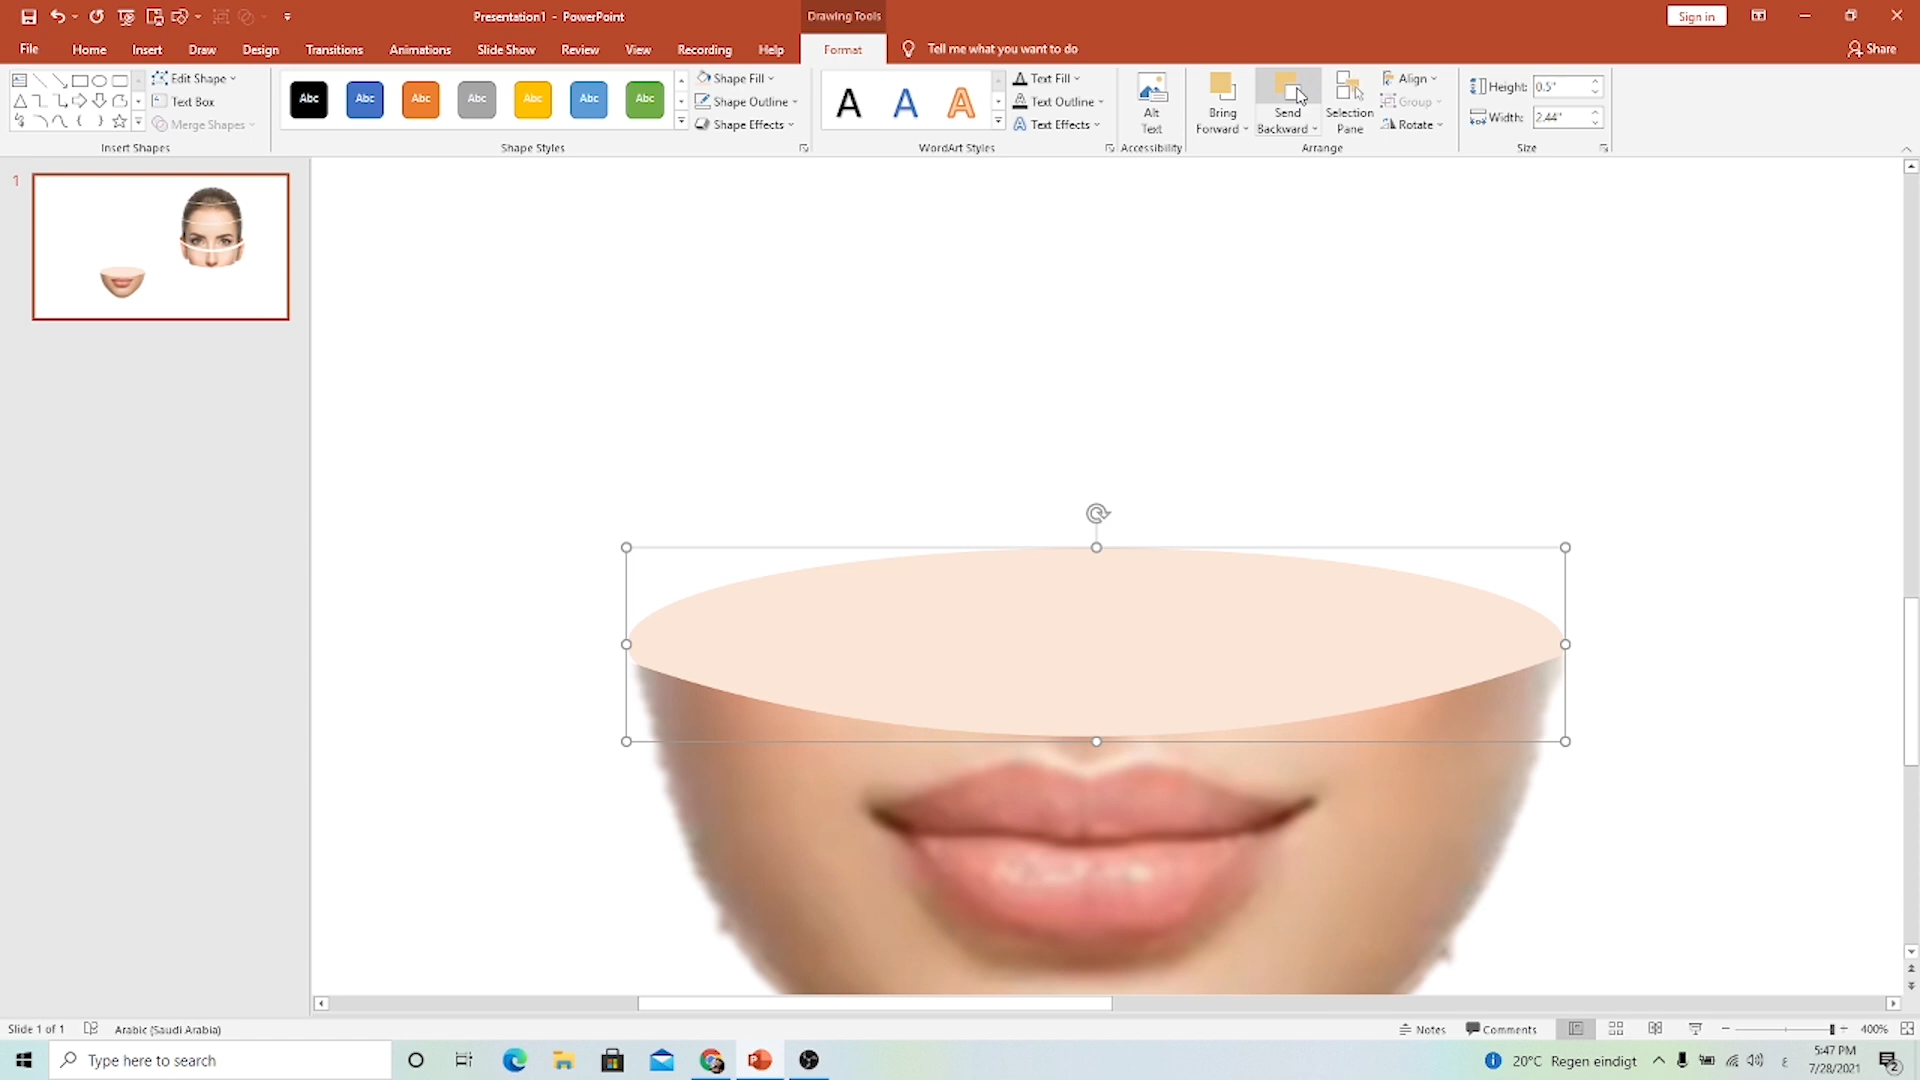 Presentation1 - PowerPoint
Drawing Tools
Sign in
File
Home
Insert
Draw
Design
Transitions
Animations
Slide Show
Review
View
Recording
Help
Format
Tell me what you want to do
Share
Edit Shape
Text Box
Merge Shapes
Insert Shapes
Abc
Abc
Abc
Abc
Abc
Abc
Abc
Shape Fill
Shape Outline
Shape Effects
Shape Styles
A
A
A
Text Fill
Text Outline
Text Effects
WordArt Styles
Alt
Text
Accessibility
Bring
Forward
Send
Backward
Selection
Pane
Align
Group
Rotate
Arrange
Height:
0.5"
Width:
2.44"
Size
1
Slide 1 of 1
Arabic (Saudi Arabia)
Notes
Comments
400%
Type here to search
20°C Regen eindigt
ع
5:47 PM
7/28/2021
2